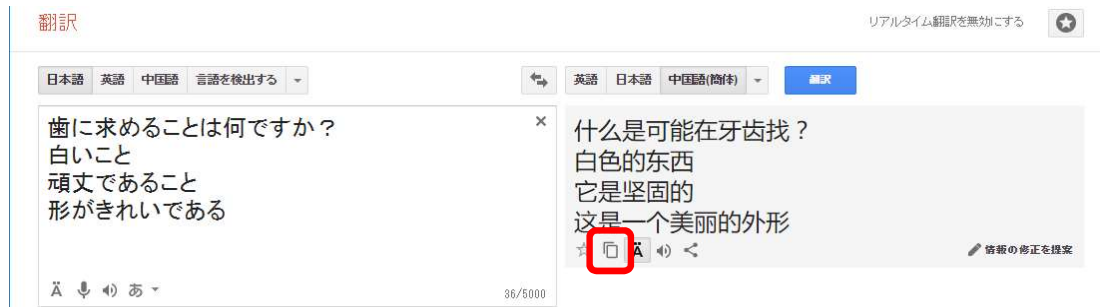 翻訳
リアルタイム翻訳を無効にする
日本語 英語 中国語 言語を検出する
英語 日本語 中国語(簡体) 翻訳
歯に求めることは何ですか？
白いこと
頑丈であること
形がきれいである
什么是可能在牙齿找？
白色的东西
它是坚固的
这是一个美丽的外形
Ä
情報の修正を提案
Ä あ
36/5000